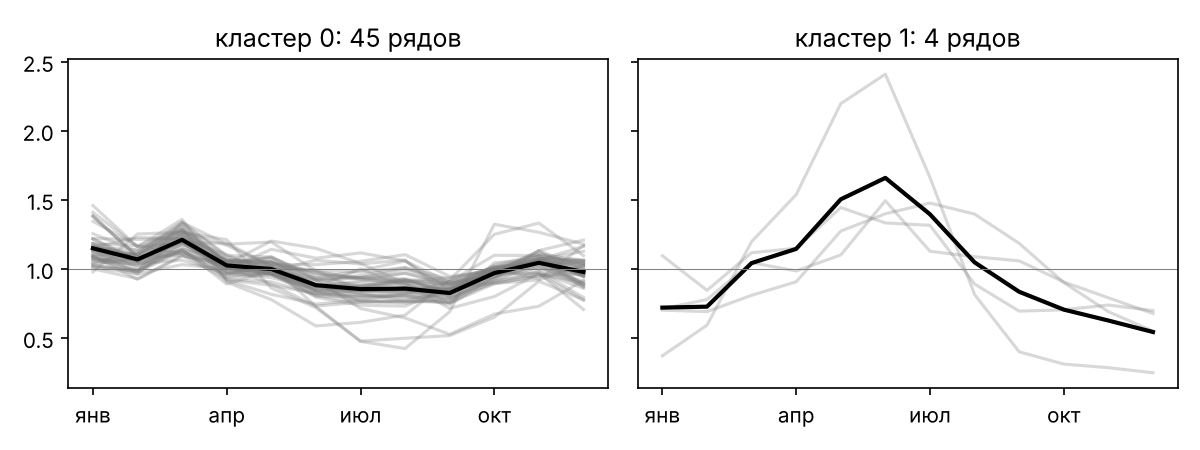 кластер 0: 45 рядов
кластер 1: 4 рядов
2.5
2.0
1.5
1.0
0.5
янв апр июл окт
янв апр июл окт